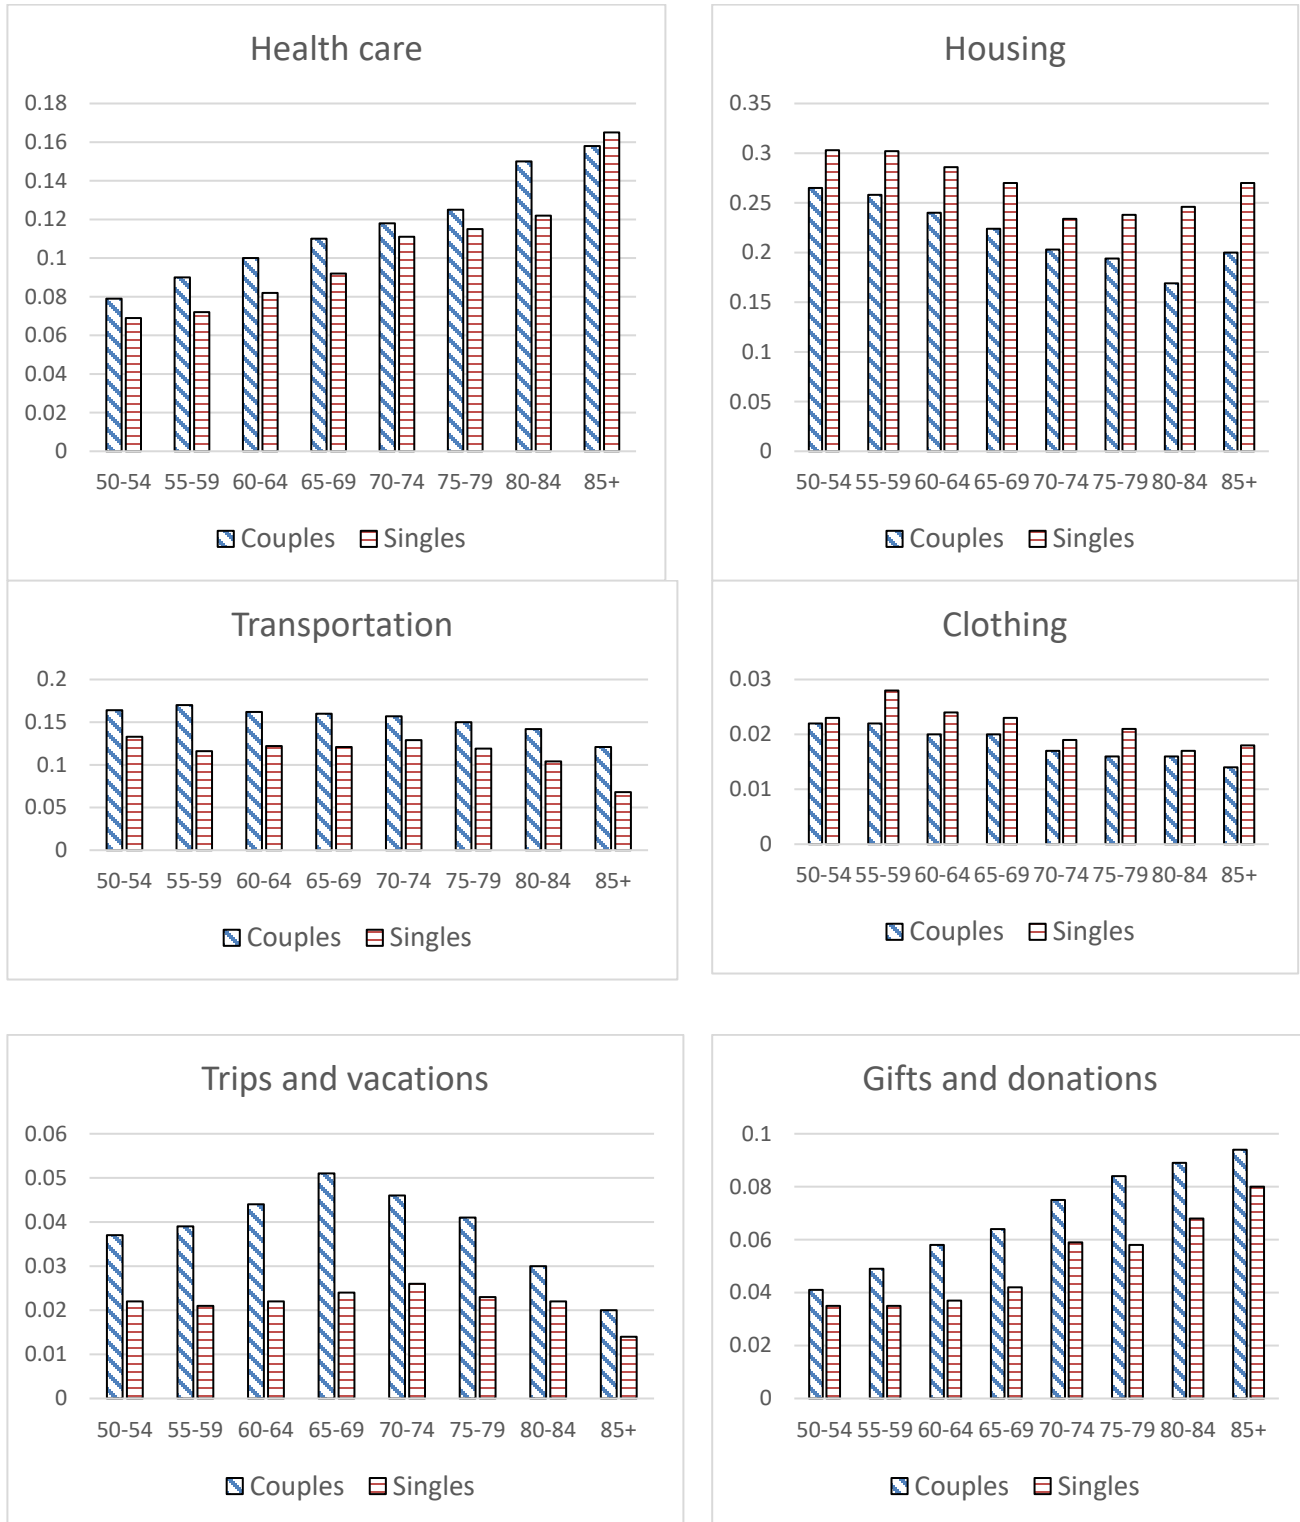 Health care
0.18
0.16
0.14
0.12
0.1
0.08
0.06
0.04
0.02
0
50-54 55-59 60-64 65-69 70-74 75-79 80-84 85+
Couples Singles
Housing
0.35
0.3
0.25
0.2
0.15
0.1
0.05
0
50-54 55-59 60-64 65-69 70-74 75-79 80-84 85+
Couples Singles
Transportation
0.2
0.15
0.1
0.05
0
50-54 55-59 60-64 65-69 70-74 75-79 80-84 85+
Couples Singles
Clothing
0.03
0.02
0.01
0
50-54 55-59 60-64 65-69 70-74 75-79 80-84 85+
Couples Singles
Trips and vacations
0.06
0.05
0.04
0.03
0.02
0.01
0
50-54 55-59 60-64 65-69 70-74 75-79 80-84 85+
Couples Singles
Gifts and donations
0.1
0.08
0.06
0.04
0.02
0
50-54 55-59 60-64 65-69 70-74 75-79 80-84 85+
Couples Singles